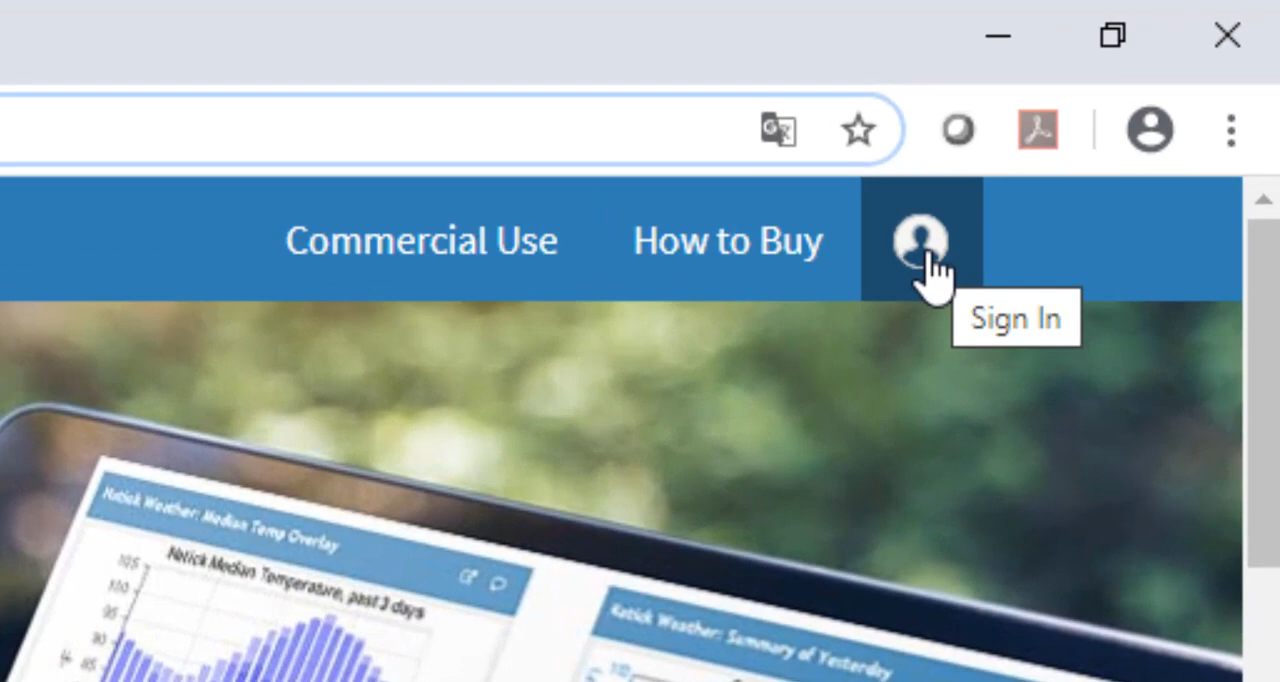 Commercial Use How to Buy
Sign In
Natick Weather: Median Temp Overlay
Natick Median Temperature, past 3 days
105
100
95
90
85
Natick Weather: Summary of Yesterday